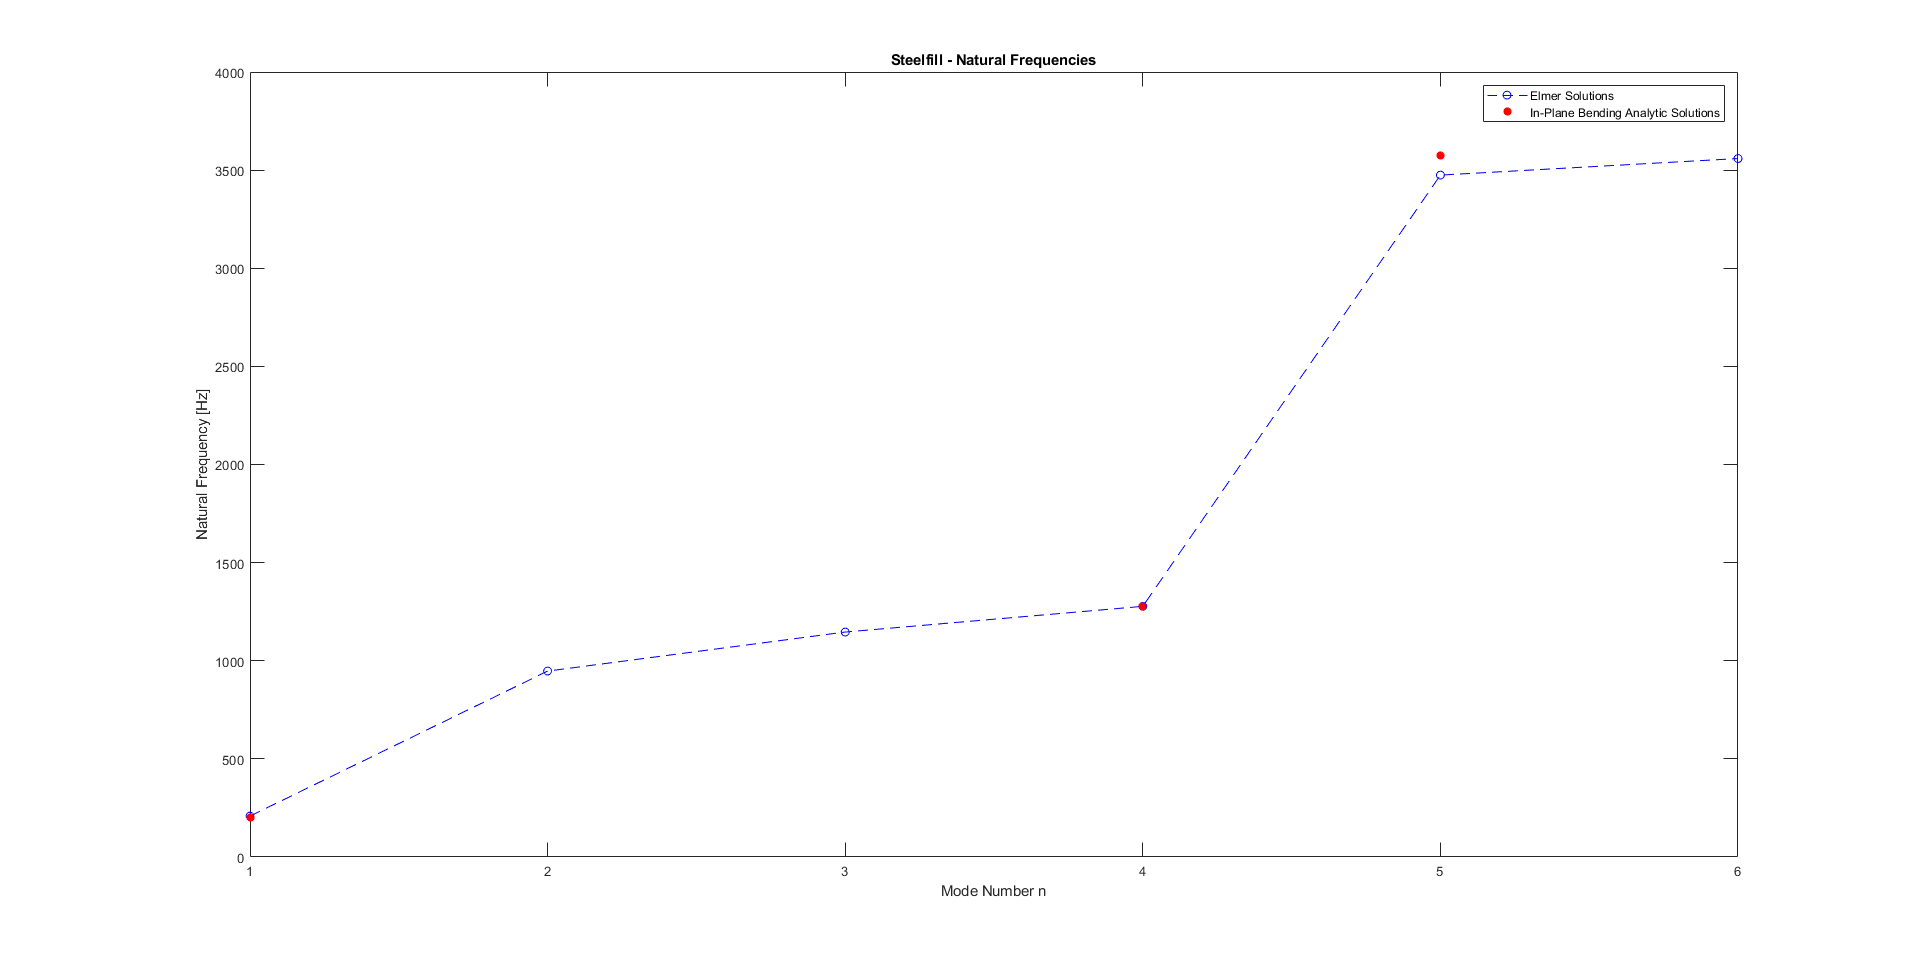 Steelfill - Natural Frequencies
4000
3500
3000
2500
2000
1500
1000
500
0
Natural Frequency [Hz]
Elmer Solutions
In-Plane Bending Analytic Solutions
1 2 3 4 5 6
Mode Number n